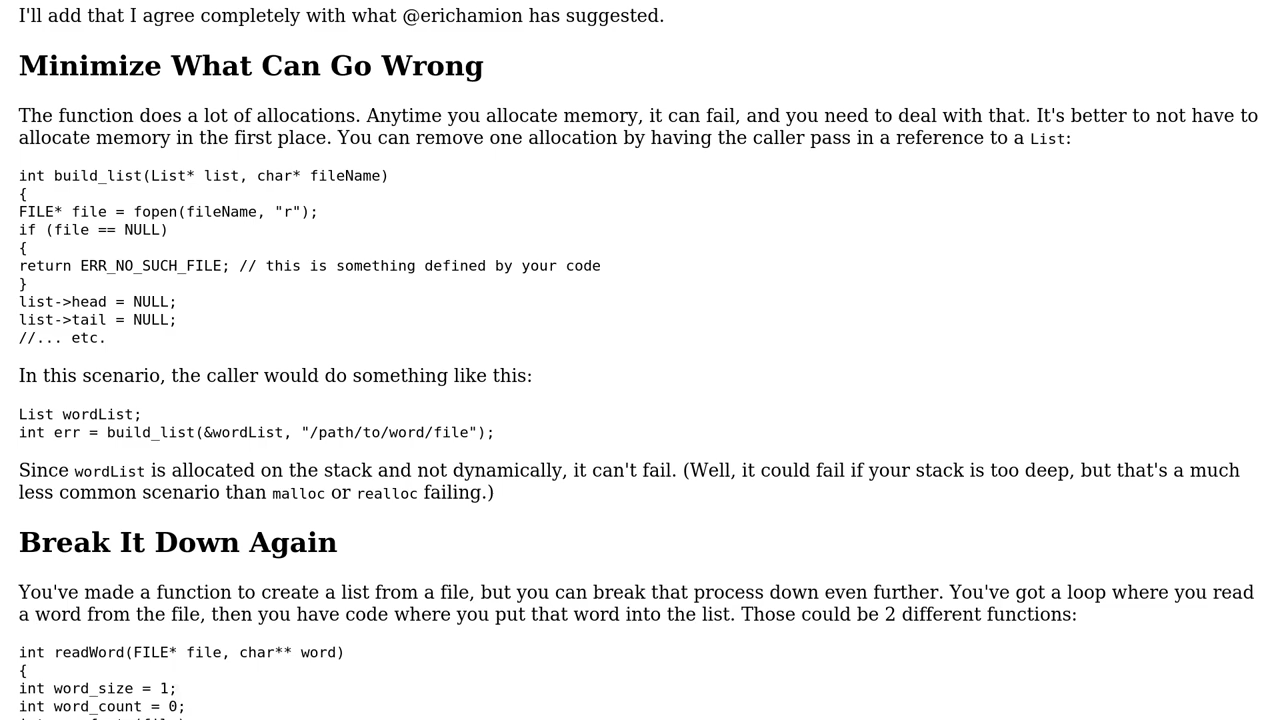 I'll add that I agree completely with what @erichamion has suggested.
Minimize What Can Go Wrong
The function does a lot of allocations. Anytime you allocate memory, it can fail, and you need to deal with that. It's better to not have to
allocate memory in the first place. You can remove one allocation by having the caller pass in a reference to a List:
int build_list(List* list, char* fileName)
{
FILE* file = fopen(fileName, "r");
if (file == NULL)
{
return ERR_NO_SUCH_FILE; // this is something defined by your code
}
list->head = NULL;
list->tail = NULL;
//... etc.
In this scenario, the caller would do something like this:
List wordList;
int err = build_list(&wordList, "/path/to/word/file");
Since wordList is allocated on the stack and not dynamically, it can't fail. (Well, it could fail if your stack is too deep, but that's a much
less common scenario than malloc or realloc failing.)
Break It Down Again
You've made a function to create a list from a file, but you can break that process down even further. You've got a loop where you read
a word from the file, then you have code where you put that word into the list. Those could be 2 different functions:
int readWord(FILE* file, char** word)
{
int word_size = 1;
int word_count = 0;